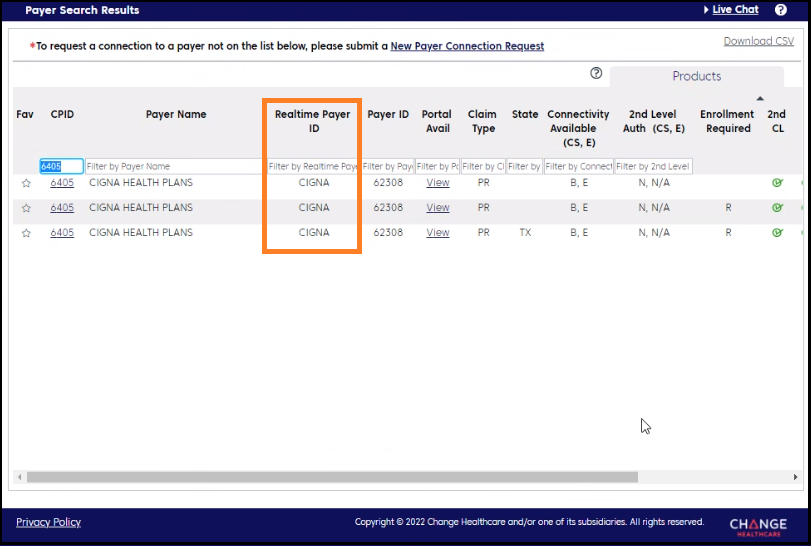 Payer Search Results
Live Chat
?
*To request a connection to a payer not on the list below, please submit a New Payer Connection Request
Download CSV
?
Products
Fav CPID Payer Name Realtime Payer ID Payer ID Portal Avail Claim Type State Connectivity Available (CS, E) 2nd Level Auth (CS, E) Enrollment Required 2nd CL
6405 Filter by Payer Name Filter by Realtime Paye Filter by Pay Filter by Po Filter by Cl Filter by Filter by Connect Filter by 2nd Level
6405 CIGNA HEALTH PLANS CIGNA 62308 View PR B, E N, N/A
6405 CIGNA HEALTH PLANS CIGNA 62308 View PR B, E N, N/A R
6405 CIGNA HEALTH PLANS CIGNA 62308 View PR TX B, E N, N/A R
Privacy Policy
Copyright © 2022 Change Healthcare and/or one of its subsidiaries. All rights reserved.
CHANGE
HEALTHCARE